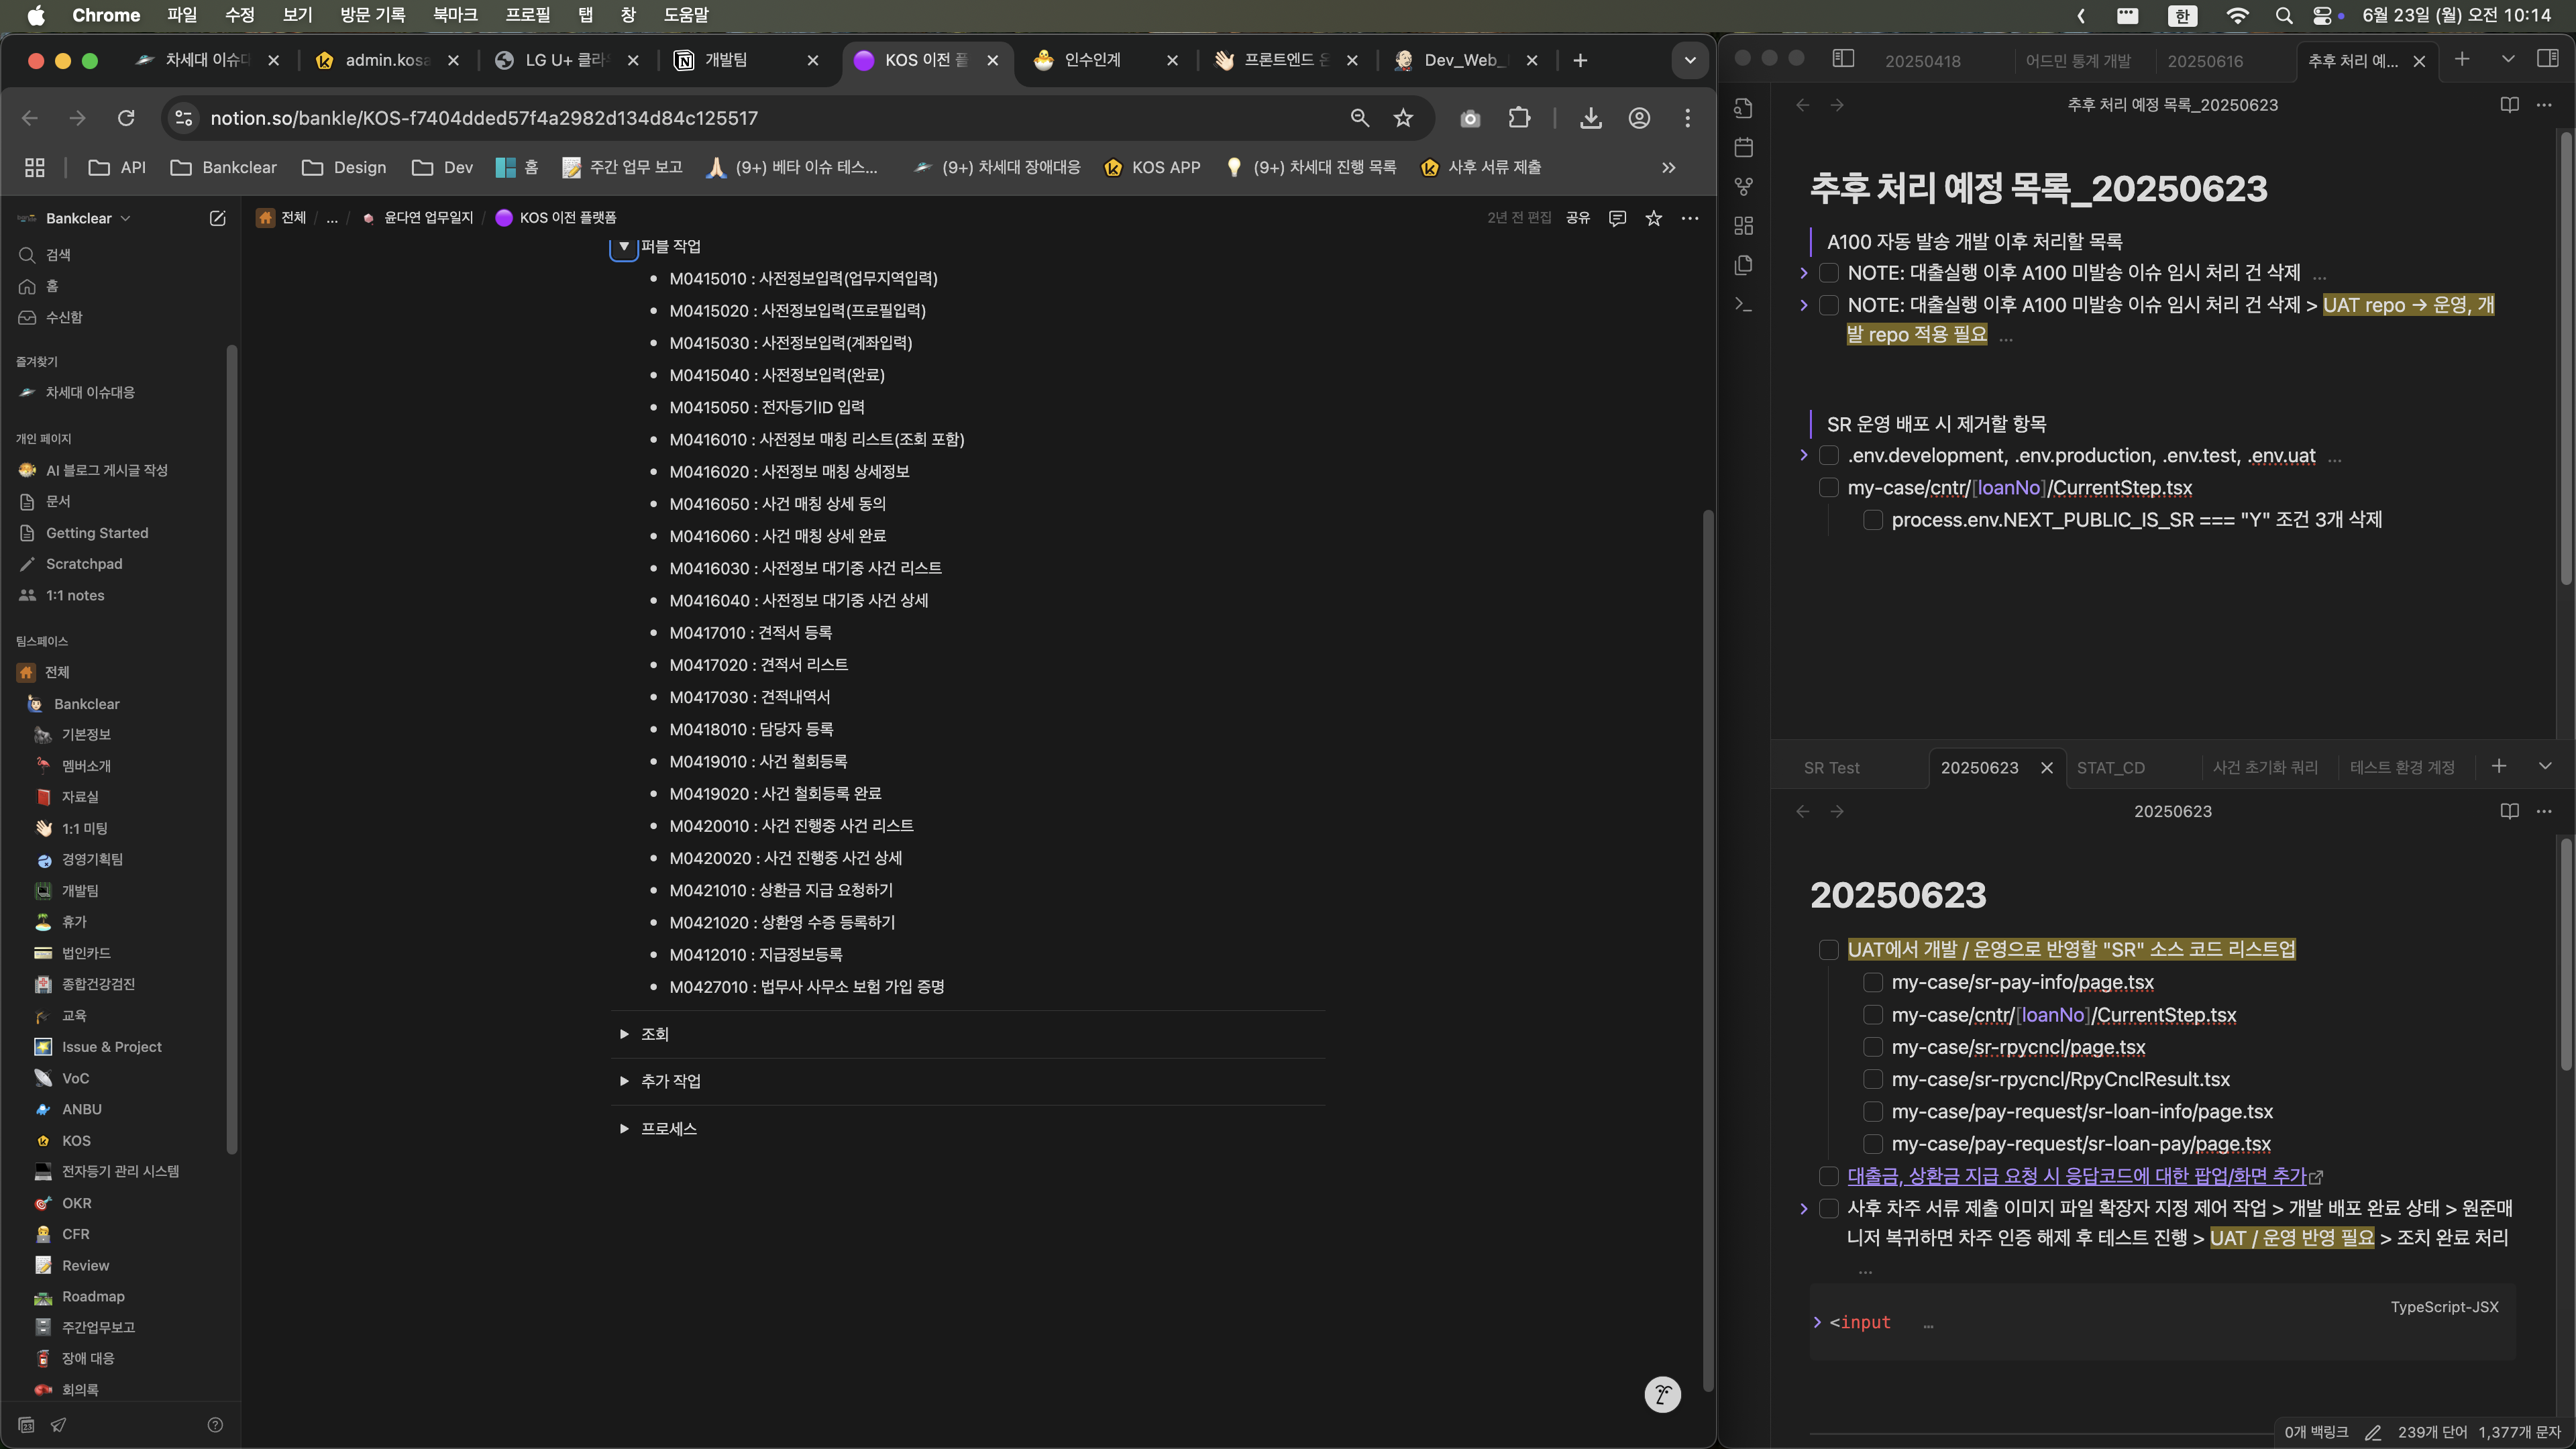 Chrome 파일 수정 보기 방문 기록 북마크 프로필 탭 창 도움말
한 6월 23일 (월) 오전 10:14
차세대 이슈대 admin.kosa LG U+ 클라 개발팀 KOS 이전 플 인수인계 프론트엔드 Dev_Web_
notion.so/bankle/KOS-f7404dded57f4a2982d134d84c125517
API Bankclear Design Dev 홈 주간 업무 보고 (9+) 베타 이슈 테스... (9+) 차세대 장애대응 KOS APP (9+) 차세대 진행 목록 사후 서류 제출
Bankclear
검색
홈
수신함
즐겨찾기
차세대 이슈대응
개인 페이지
AI 블로그 게시글 작성
문서
Getting Started
Scratchpad
1:1 notes
팀스페이스
전체
Bankclear
기본정보
멤버소개
자료실
1:1 미팅
경영기획팀
개발팀
휴가
법인카드
종합건강검진
교육
Issue & Project
VoC
ANBU
KOS
전자등기 관리 시스템
OKR
CFR
Review
Roadmap
주간업무보고
장애 대응
회의록
전체 / ... / 윤다연 업무일지 / KOS 이전 플랫폼
2년 전 편집 공유
퍼블 작업
M0415010 : 사전정보입력(업무지역입력)
M0415020 : 사전정보입력(프로필입력)
M0415030 : 사전정보입력(계좌입력)
M0415040 : 사전정보입력(완료)
M0415050 : 전자등기ID 입력
M0416010 : 사전정보 매칭 리스트(조회 포함)
M0416020 : 사전정보 매칭 상세정보
M0416050 : 사건 매칭 상세 동의
M0416060 : 사건 매칭 상세 완료
M0416030 : 사전정보 대기중 사건 리스트
M0416040 : 사전정보 대기중 사건 상세
M0417010 : 견적서 등록
M0417020 : 견적서 리스트
M0417030 : 견적내역서
M0418010 : 담당자 등록
M0419010 : 사건 철회등록
M0419020 : 사건 철회등록 완료
M0420010 : 사건 진행중 사건 리스트
M0420020 : 사건 진행중 사건 상세
M0421010 : 상환금 지급 요청하기
M0421020 : 상환영 수증 등록하기
M0412010 : 지급정보등록
M0427010 : 법무사 사무소 보험 가입 증명
조회
추가 작업
프로세스
20250418 어드민 통계 개발 20250616 추후 처리 예...
추후 처리 예정 목록_20250623
추후 처리 예정 목록_20250623
A100 자동 발송 개발 이후 처리할 목록
NOTE: 대출실행 이후 A100 미발송 이슈 임시 처리 건 삭제 ...
NOTE: 대출실행 이후 A100 미발송 이슈 임시 처리 건 삭제 > UAT repo → 운영, 개
발 repo 적용 필요 ...
SR 운영 배포 시 제거할 항목
.env.development, .env.production, .env.test, .env.uat ...
my-case/cntr/[loanNo]/CurrentStep.tsx
process.env.NEXT_PUBLIC_IS_SR === "Y" 조건 3개 삭제
SR Test 20250623 STAT_CD 사건 초기화 쿼리 테스트 환경 계정
20250623
20250623
UAT에서 개발 / 운영으로 반영할 "SR" 소스 코드 리스트업
my-case/sr-pay-info/page.tsx
my-case/cntr/[loanNo]/CurrentStep.tsx
my-case/sr-rpycncl/page.tsx
my-case/sr-rpycncl/RpyCnclResult.tsx
my-case/pay-request/sr-loan-info/page.tsx
my-case/pay-request/sr-loan-pay/page.tsx
대출금, 상환금 지급 요청 시 응답코드에 대한 팝업/화면 추가
사후 차주 서류 제출 이미지 파일 확장자 지정 제어 작업 > 개발 배포 완료 상태 > 원준매
니저 복귀하면 차주 인증 해제 후 테스트 진행 > UAT / 운영 반영 필요 > 조치 완료 처리
...
TypeScript-JSX
<input ...
0개 백링크 239개 단어 1,377개 문자